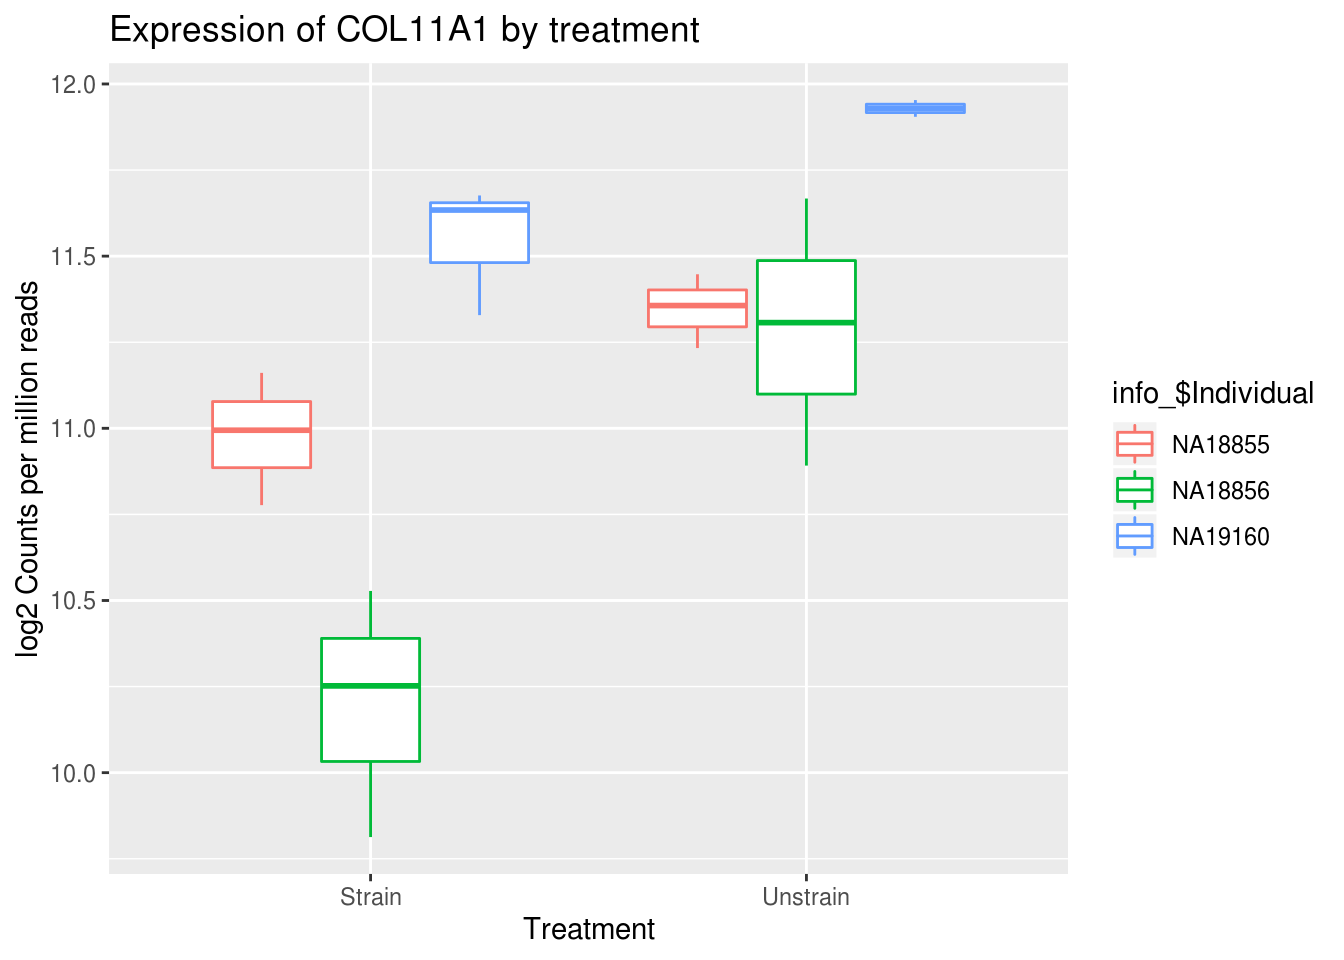 Expression of COL11A1 by treatment
12.0
11.5
11.0
10.5
10.0
log2 Counts per million reads
Strain
Unstrain
Treatment
info_$Individual
NA18855
NA18856
NA19160